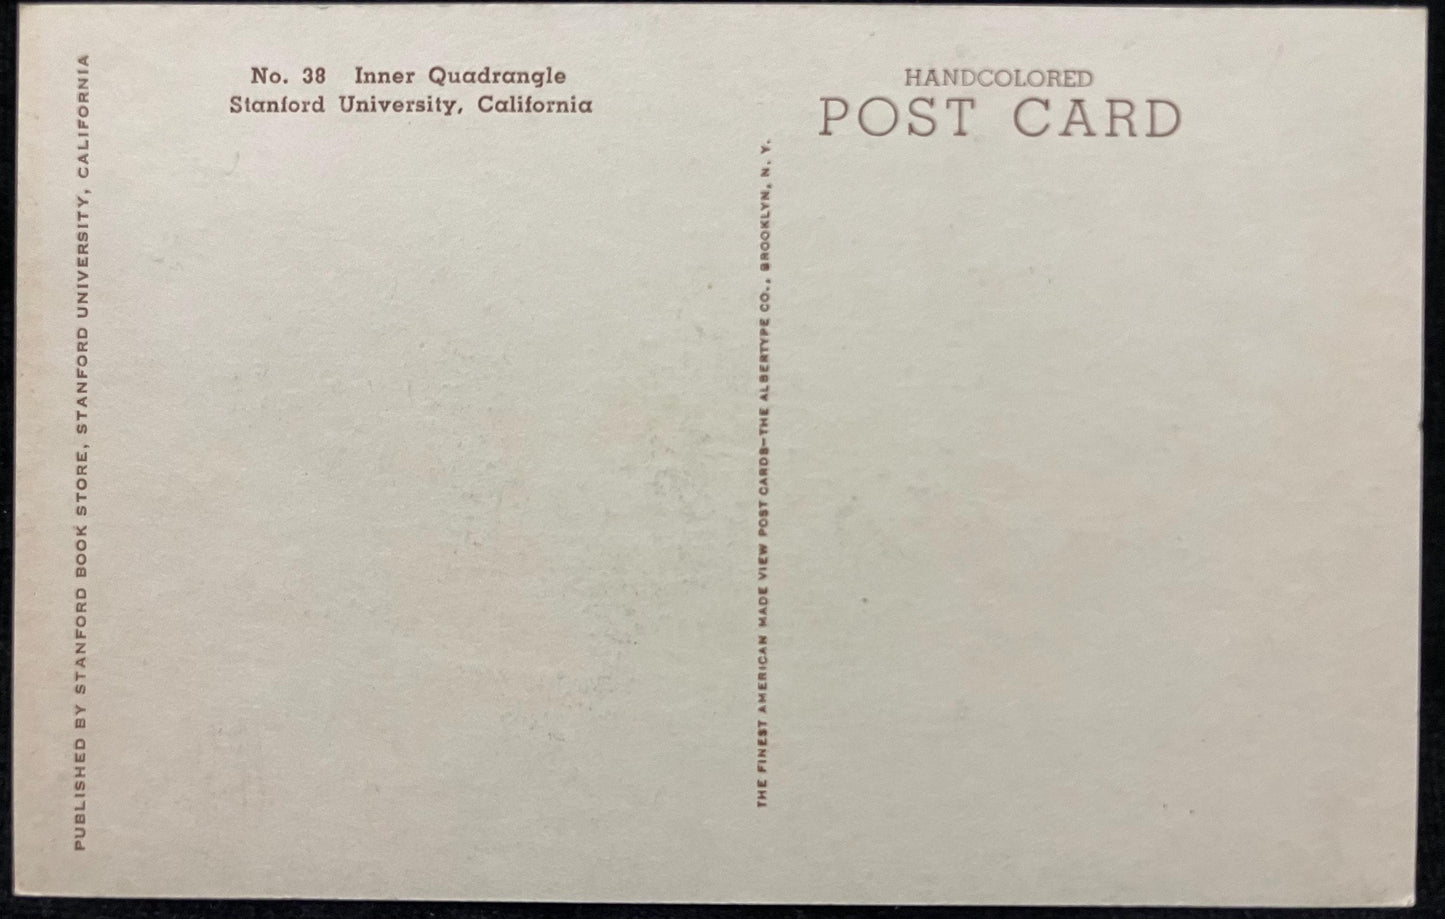 No. 38 Inner Quadrangle
Stanford University, California
HANDCOLORED
POST CARD
PUBLISHED BY STANFORD BOOK STORE, STANFORD UNIVERSITY, CALIFORNIA
THE FINEST AMERICAN MADE VIEW POST CARDS—THE ALBERTYPE CO., BROOKLYN, N. Y.